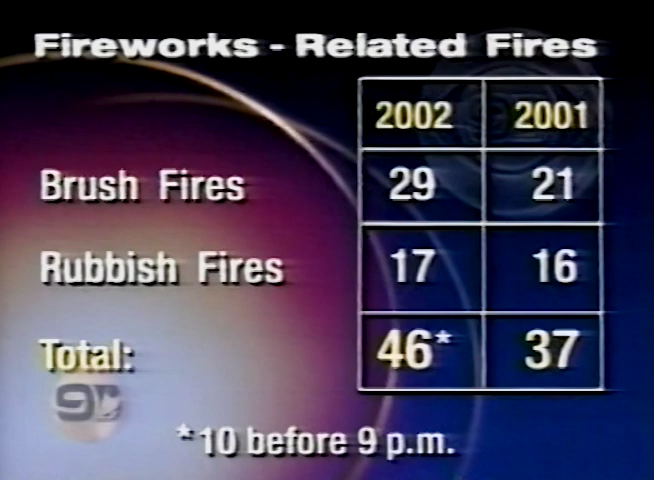 Fireworks - Related Fires
2002 2001
Brush Fires 29 21
Rubbish Fires 17 16
Total: 46* 37
9
*10 before 9 p.m.